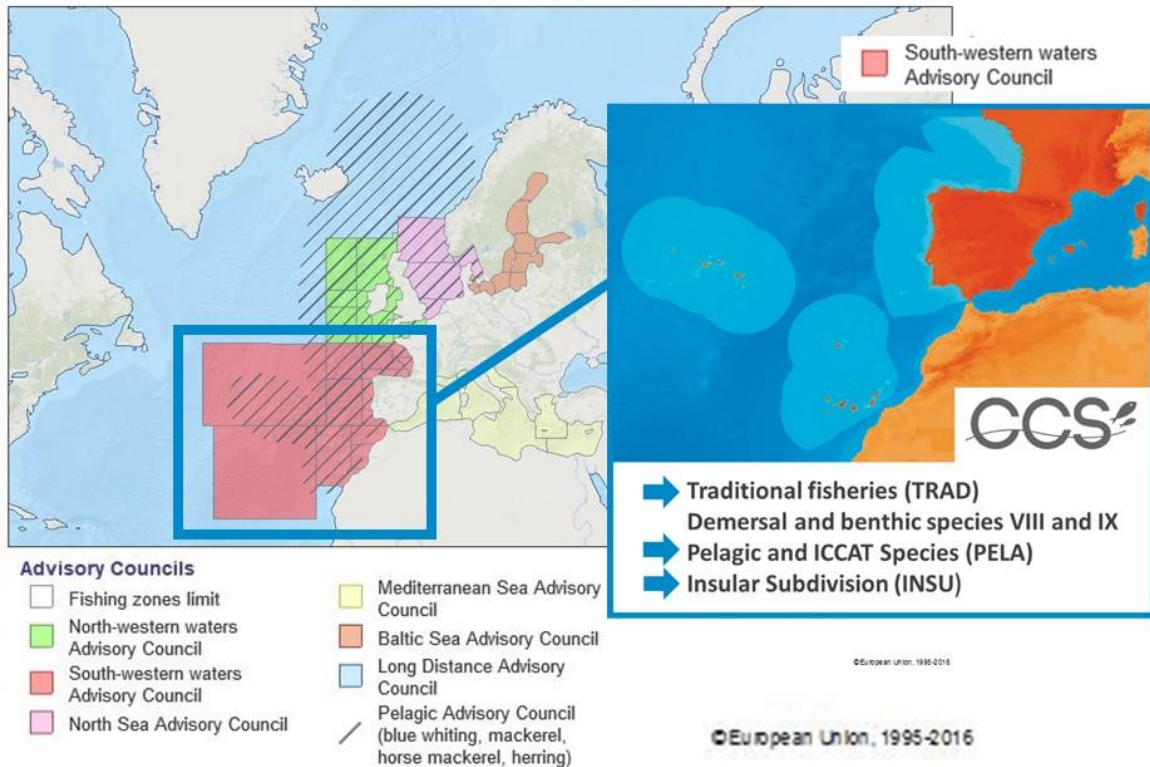 South-western waters
Advisory Council
CCS
Traditional fisheries (TRAD)
Demersal and benthic species VIII and IX
Pelagic and ICCAT Species (PELA)
Insular Subdivision (INSU)
Advisory Councils
Fishing zones limit
North-western waters
Advisory Council
South-western waters
Advisory Council
North Sea Advisory Council
Mediterranean Sea Advisory
Council
Baltic Sea Advisory Council
Long Distance Advisory
Council
Pelagic Advisory Council
(blue whiting, mackerel,
horse mackerel, herring)
©European Union, 1995-2016
©European Union, 1995-2016